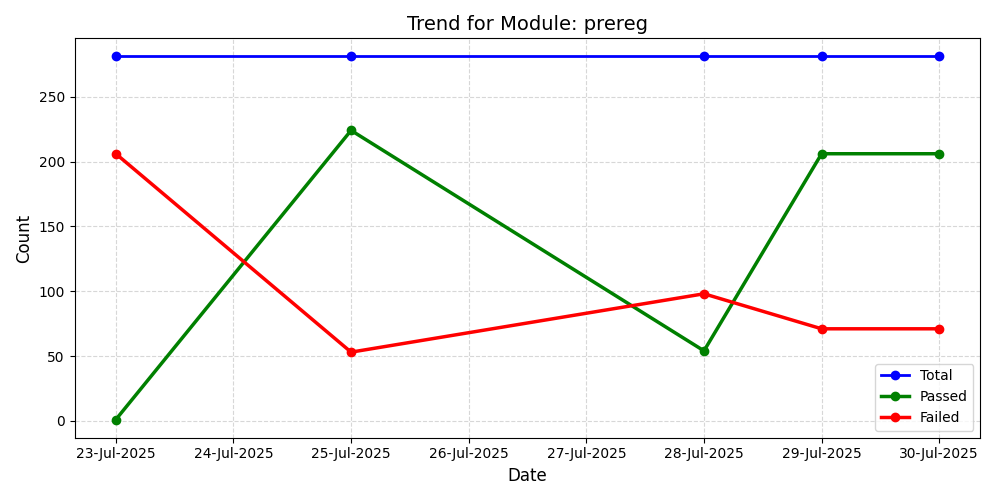 Trend for Module: prereg
Count
250
200
150
100
50
0
Total
Passed
Failed
23-Jul-2025 24-Jul-2025 25-Jul-2025 26-Jul-2025 27-Jul-2025 28-Jul-2025 29-Jul-2025 30-Jul-2025
Date